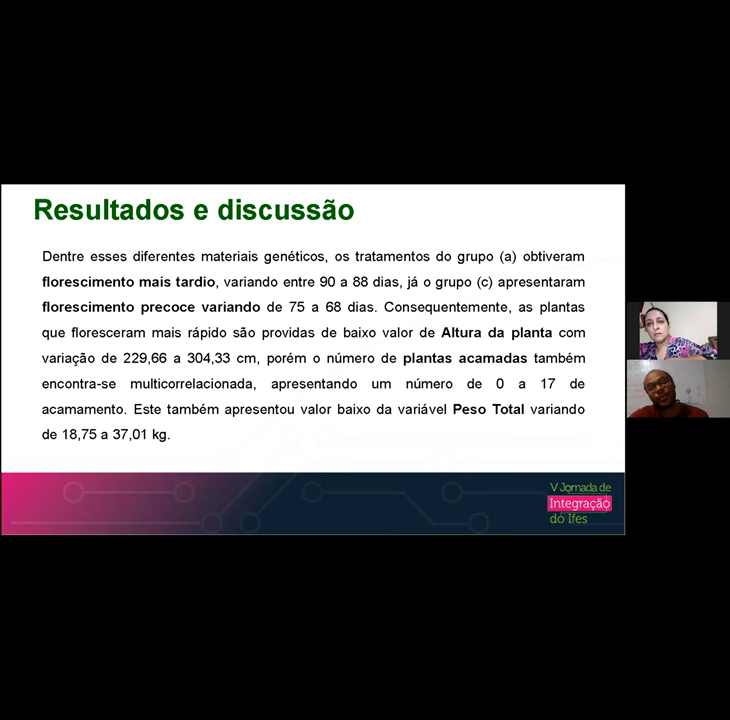 Resultados e discussão
Dentre esses diferentes materiais genéticos, os tratamentos do grupo (a) obtiveram
florescimento mais tardio, variando entre 90 a 88 dias, já o grupo (c) apresentaram
florescimento precoce variando de 75 a 68 dias. Consequentemente, as plantas
que floresceram mais rápido são providas de baixo valor de Altura da planta com
variação de 229,66 a 304,33 cm, porém o número de plantas acamadas também
encontra-se multicorrelacionada, apresentando um número de 0 a 17 de
acamamento. Este também apresentou valor baixo da variável Peso Total variando
de 18,75 a 37,01 kg.
V Jornada de
Integração
do Ifes